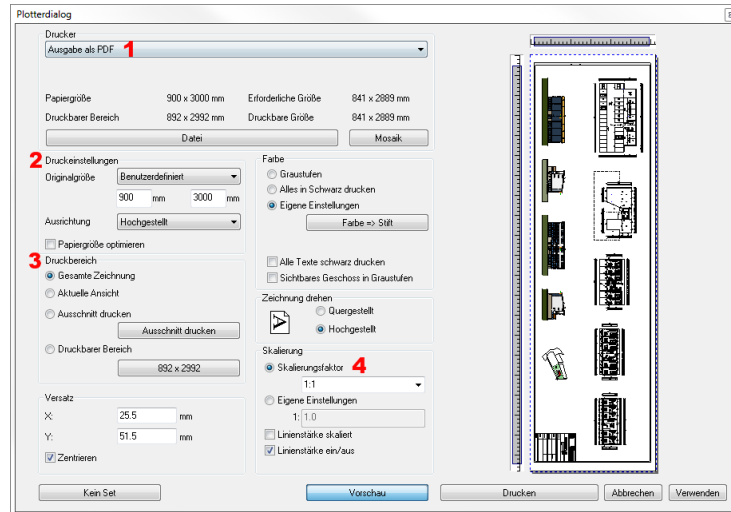 Plotterdialog
Drucker
Ausgabe als PDF 1
Papiergröße 900 x 3000 mm Erforderliche Größe 841 x 2889 mm
Druckbarer Bereich 892 x 2992 mm Druckbare Größe 841 x 2889 mm
Datei Mosaik
2 Druckeinstellungen
Originalgröße Benutzerdefiniert
900 mm 3000 mm
Ausrichtung Hochgestellt
Papiergröße optimieren
3 Druckbereich
Gesamte Zeichnung
Aktuelle Ansicht
Ausschnitt drucken
Ausschnitt drucken
Druckbarer Bereich
892 x 2992
Versatz
X: 25.5 mm
Y: 51.5 mm
Zentrieren
Farbe
Graustufen
Alles in Schwarz drucken
Eigene Einstellungen
Farbe => Stift
Alle Texte schwarz drucken
Sichtbares Geschoss in Graustufen
Zeichnung drehen
A
Quergestellt
Hochgestellt
Skalierung
Skalierungsfaktor 4
1:1
Eigene Einstellungen
1: 1.0
Linienstärke skaliert
Linienstärke ein/aus
Kein Set Vorschau Drucken Abbrechen Verwenden